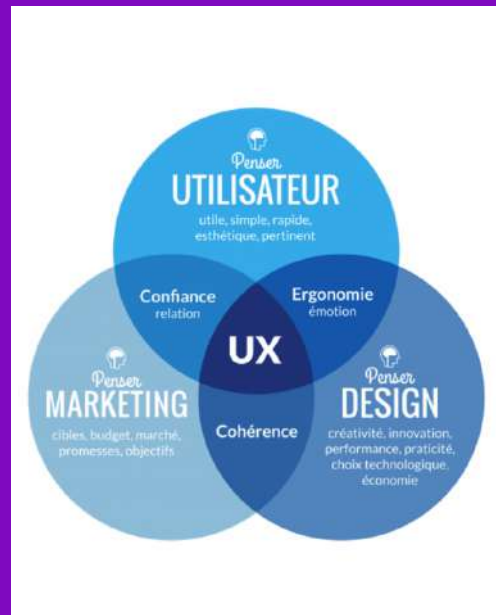 Penser
UTILISATEUR
utile, simple, rapide,
esthétique, pertinent
Confiance
relation
Ergonomie
émotion
UX
Penser
MARKETING
cibles, budget, marché,
promesses, objectifs
Cohérence
Penser
DESIGN
créativité, innovation,
performance, praticité,
choix technologique,
économie